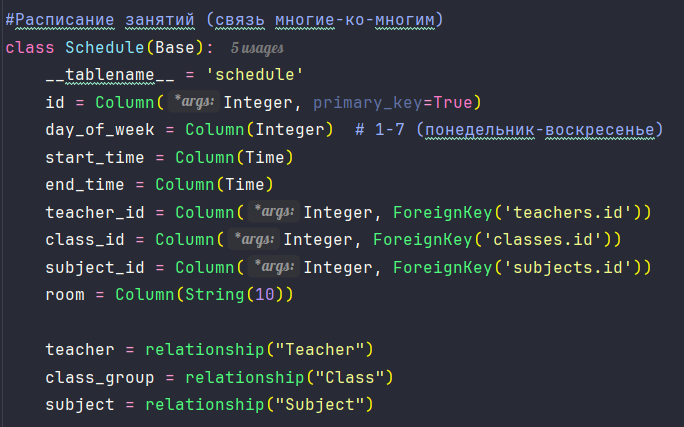 #Расписание занятий (связь многие-ко-многим)
class Schedule(Base): 5 usages
    __tablename__ = 'schedule'
    id = Column( *args: Integer, primary_key=True)
    day_of_week = Column(Integer)  # 1-7 (понедельник-воскресенье)
    start_time = Column(Time)
    end_time = Column(Time)
    teacher_id = Column( *args: Integer, ForeignKey('teachers.id'))
    class_id = Column( *args: Integer, ForeignKey('classes.id'))
    subject_id = Column( *args: Integer, ForeignKey('subjects.id'))
    room = Column(String(10))

    teacher = relationship("Teacher")
    class_group = relationship("Class")
    subject = relationship("Subject")